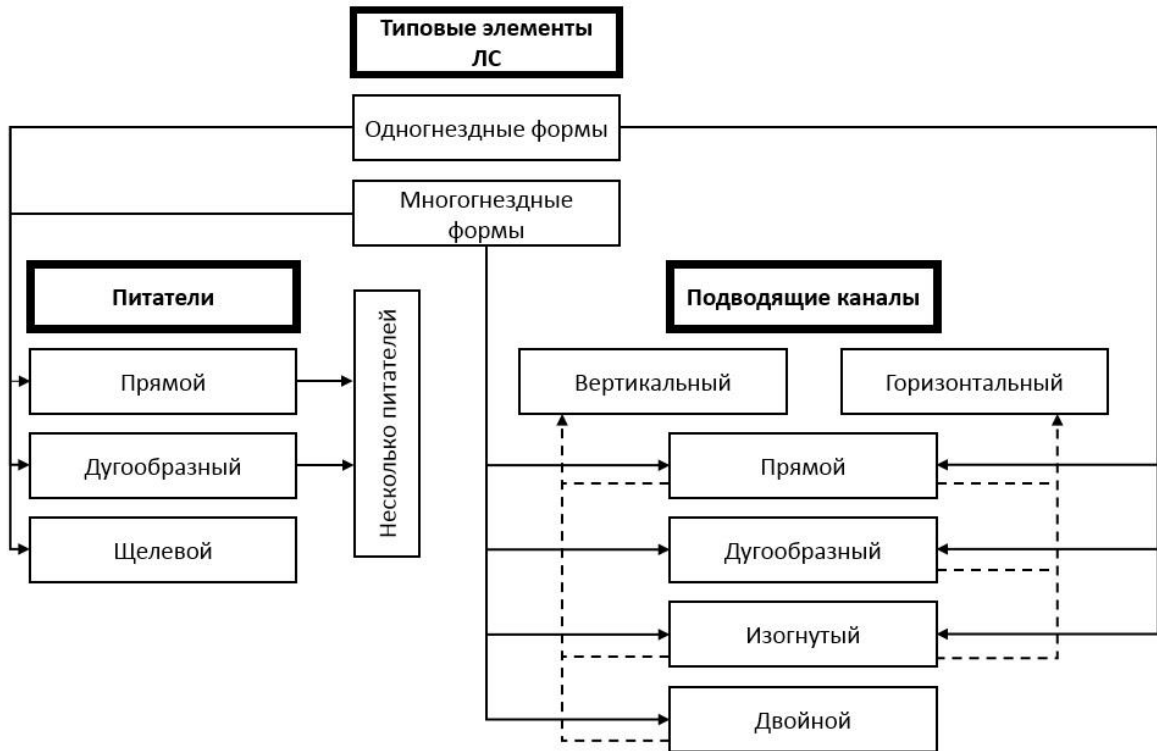 Типовые элементы
ЛС
Одногнездные формы
Многогнездные
формы
Питатели
Прямой
Дугообразный
Щелевой
Несколько питателей
Подводящие каналы
Вертикальный
Горизонтальный
Прямой
Дугообразный
Изогнутый
Двойной